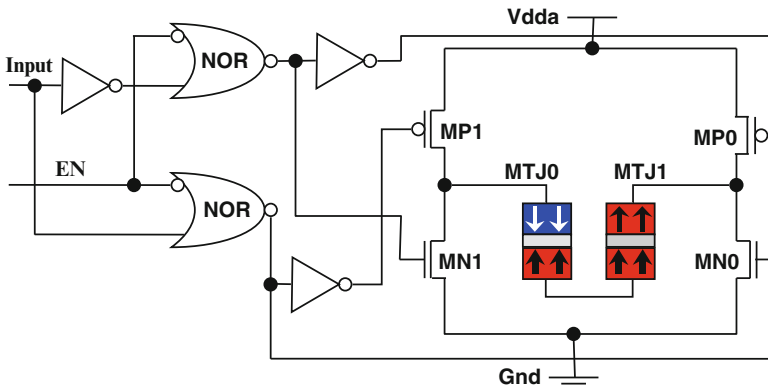 Vdda
Input
NOR
MP1
MP0
EN
MTJ0
MTJ1
NOR
MN1
MN0
Gnd